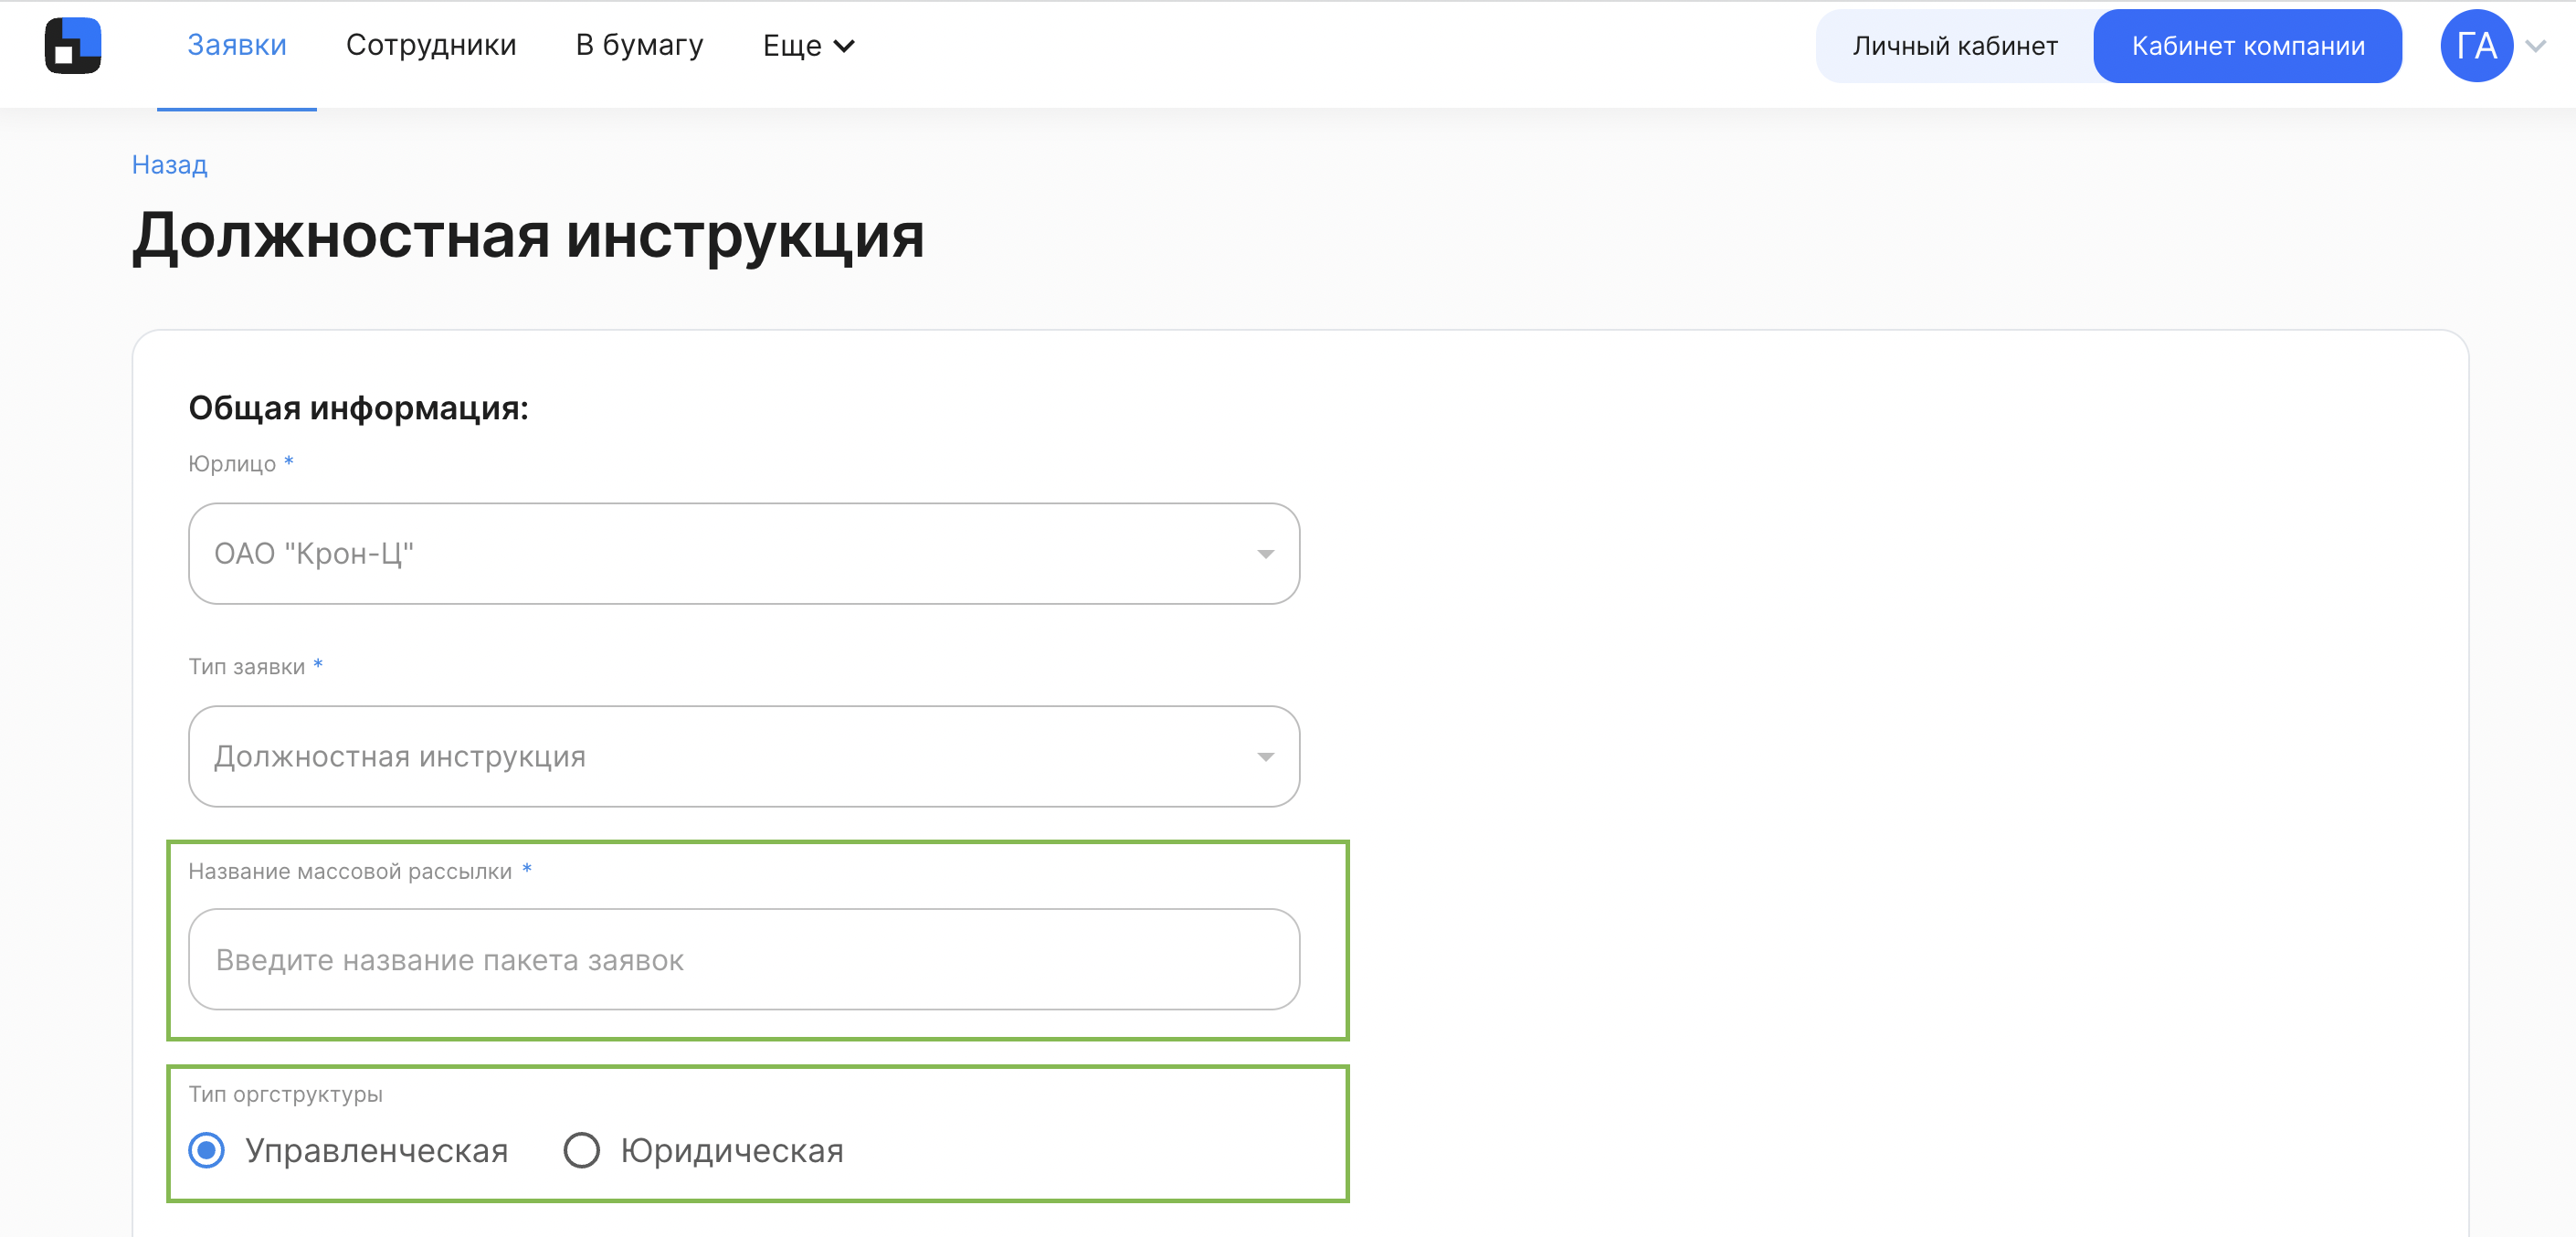 Заявки Сотрудники В бумагу Еще Личный кабинет Кабинет компании ГА
Назад
Должностная инструкция
Общая информация:
Юрлицо *
ОАО "Крон-Ц"
Тип заявки *
Должностная инструкция
Название массовой рассылки *
Введите название пакета заявок
Тип оргструктуры
Управленческая Юридическая